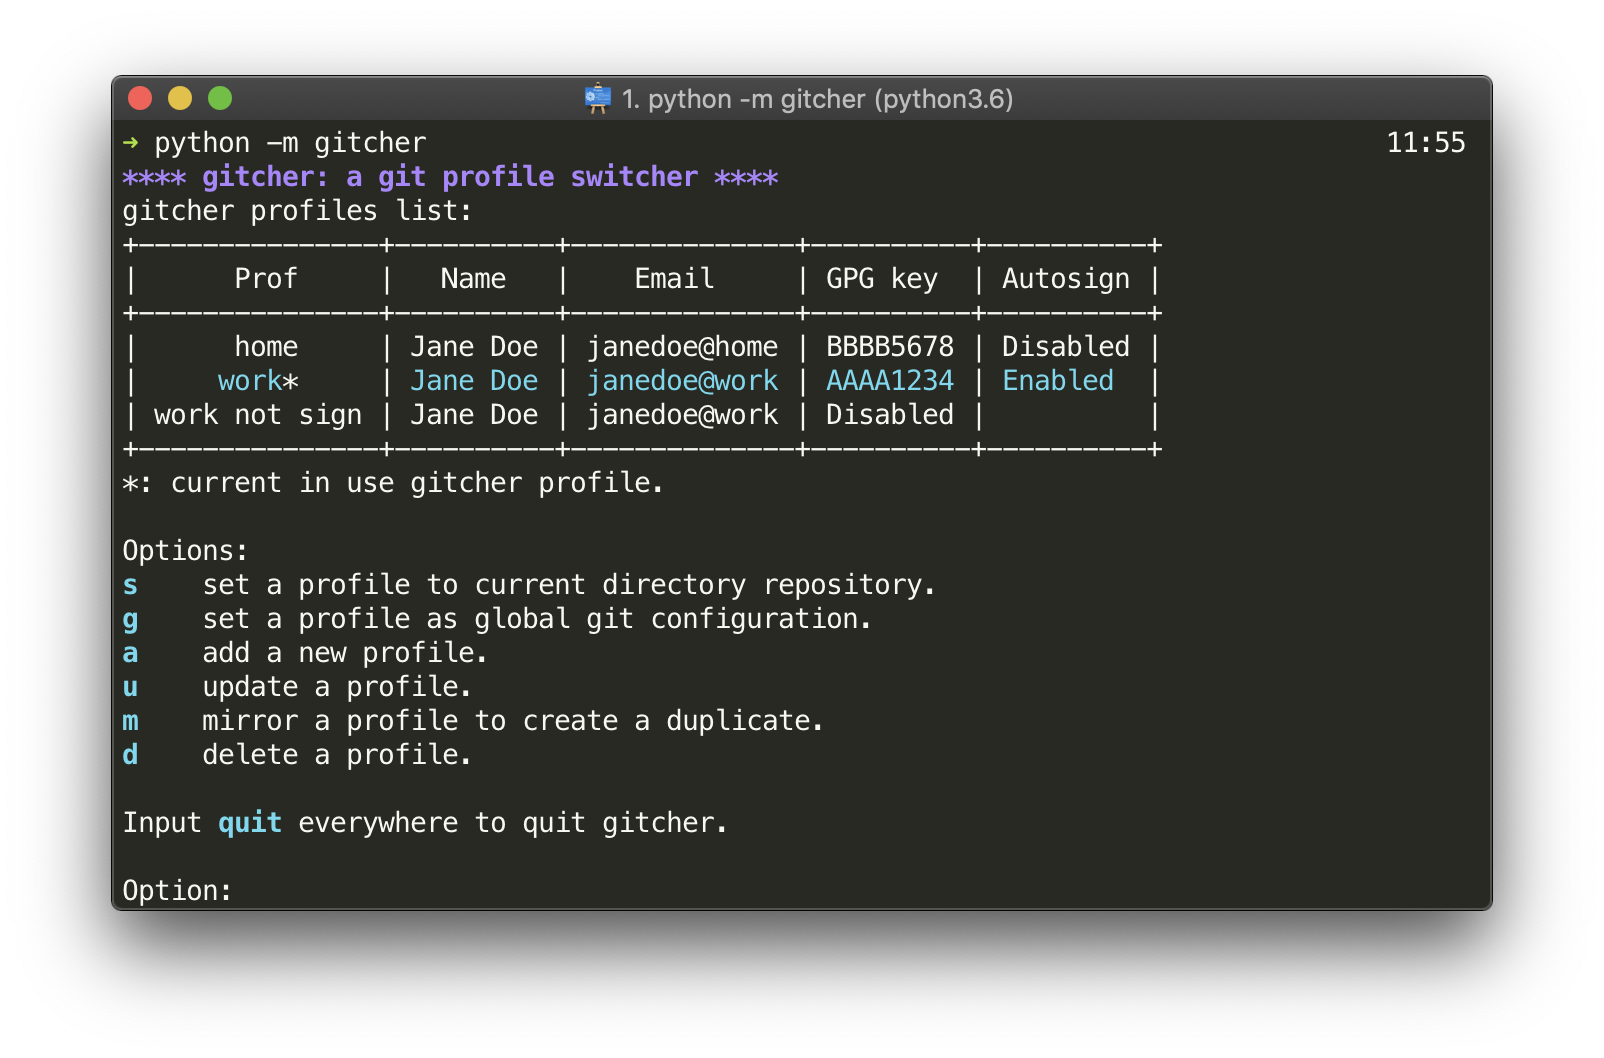 1. python -m gitcher (python3.6)
➜ python -m gitcher 11:55
**** gitcher: a git profile switcher ****
gitcher profiles list:
+---------------+----------+--------------+----------+----------+
|      Prof     |   Name   |    Email     | GPG key  | Autosign |
+---------------+----------+--------------+----------+----------+
|      home     | Jane Doe | janedoe@home | BBBB5678 | Disabled |
|     work*     | Jane Doe | janedoe@work | AAAA1234 | Enabled  |
| work not sign | Jane Doe | janedoe@work | Disabled |          |
+---------------+----------+--------------+----------+----------+
*: current in use gitcher profile.
Options:
s    set a profile to current directory repository.
g    set a profile as global git configuration.
a    add a new profile.
u    update a profile.
m    mirror a profile to create a duplicate.
d    delete a profile.
Input quit everywhere to quit gitcher.
Option: